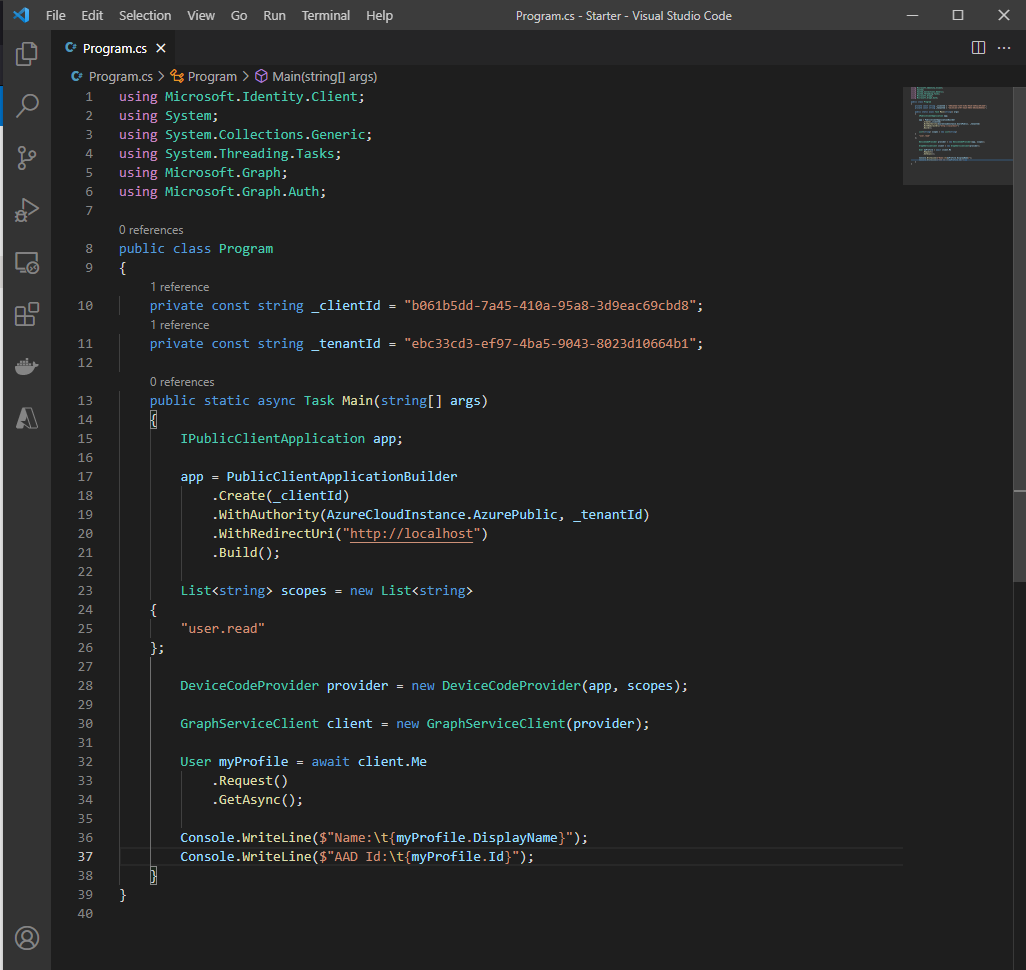 File Edit Selection View Go Run Terminal Help Program.cs - Starter - Visual Studio Code
Program.cs
Program.cs > Program > Main(string[] args)
1 using Microsoft.Identity.Client;
2 using System;
3 using System.Collections.Generic;
4 using System.Threading.Tasks;
5 using Microsoft.Graph;
6 using Microsoft.Graph.Auth;
7
0 references
8 public class Program
9 {
1 reference
10 private const string _clientId = "b061b5dd-7a45-410a-95a8-3d9eac69cbd8";
1 reference
11 private const string _tenantId = "ebc33cd3-ef97-4ba5-9043-8023d10664b1";
12
0 references
13 public static async Task Main(string[] args)
14 {
15 IPublicClientApplication app;
16
17 app = PublicClientApplicationBuilder
18 .Create(_clientId)
19 .WithAuthority(AzureCloudInstance.AzurePublic, _tenantId)
20 .WithRedirectUri("http://localhost")
21 .Build();
22
23 List<string> scopes = new List<string>
24 {
25 "user.read"
26 };
27
28 DeviceCodeProvider provider = new DeviceCodeProvider(app, scopes);
29
30 GraphServiceClient client = new GraphServiceClient(provider);
31
32 User myProfile = await client.Me
33 .Request()
34 .GetAsync();
35
36 Console.WriteLine($"Name:\t{myProfile.DisplayName}");
37 Console.WriteLine($"AAD Id:\t{myProfile.Id}");
38 }
39 }
40